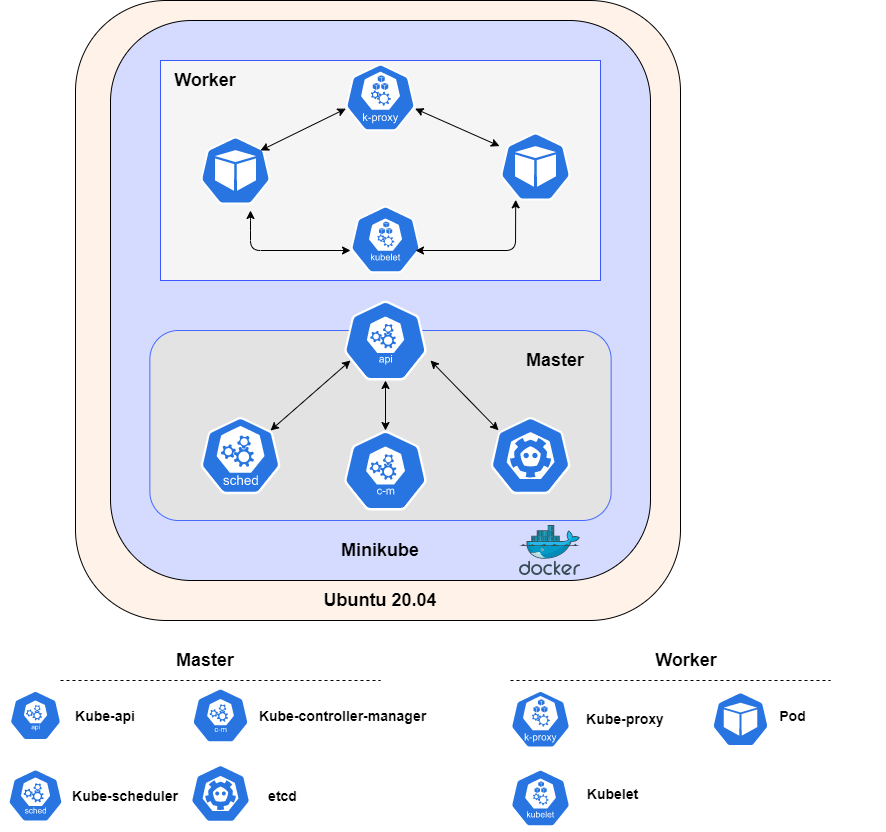 Worker
k-proxy
kubelet
api
Master
sched
c-m
Minikube
docker
Ubuntu 20.04
Master
Worker
api
Kube-api
c-m
Kube-controller-manager
k-proxy
Kube-proxy
Pod
sched
Kube-scheduler
etcd
kubelet
Kubelet